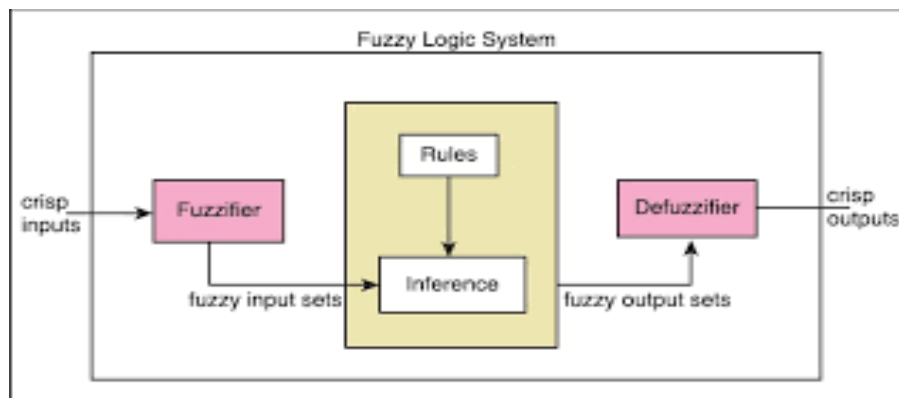 Fuzzy Logic System
Rules
crisp
inputs
Fuzzifier
Defuzzifier
crisp
outputs
Inference
fuzzy input sets
fuzzy output sets